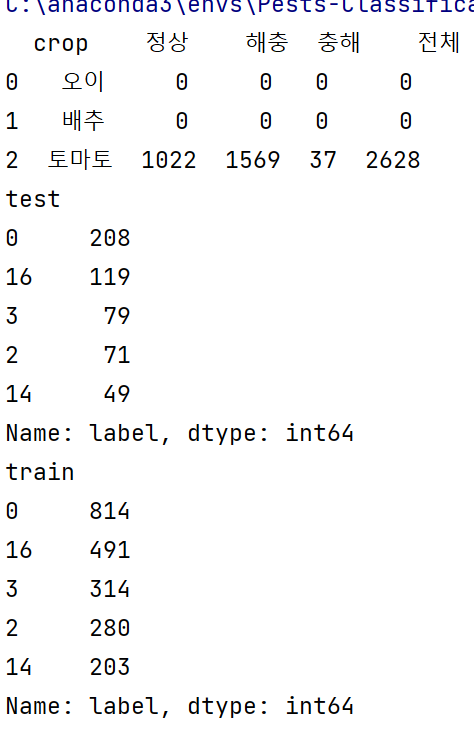 C:\anaconda3\envs\Pests-Classifica
crop 정상 해충 충해 전체
0 오이 0 0 0 0
1 배추 0 0 0 0
2 토마토 1022 1569 37 2628
test
0 208
16 119
3 79
2 71
14 49
Name: label, dtype: int64
train
0 814
16 491
3 314
2 280
14 203
Name: label, dtype: int64